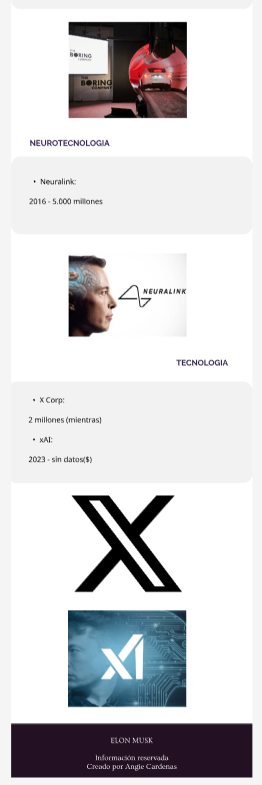 THE
BORING
COMPANY
THE
BORING
COMPANY
NEUROTECNOLOGIA
• Neuralink:
2016 - 5.000 millones
NEURALINK
TECNOLOGIA
• X Corp:
2 millones (mientras)
• xAI:
2023 - sin datos($)
X
xI
ELON MUSK
Información reservada
Creado por Angie Cardenas